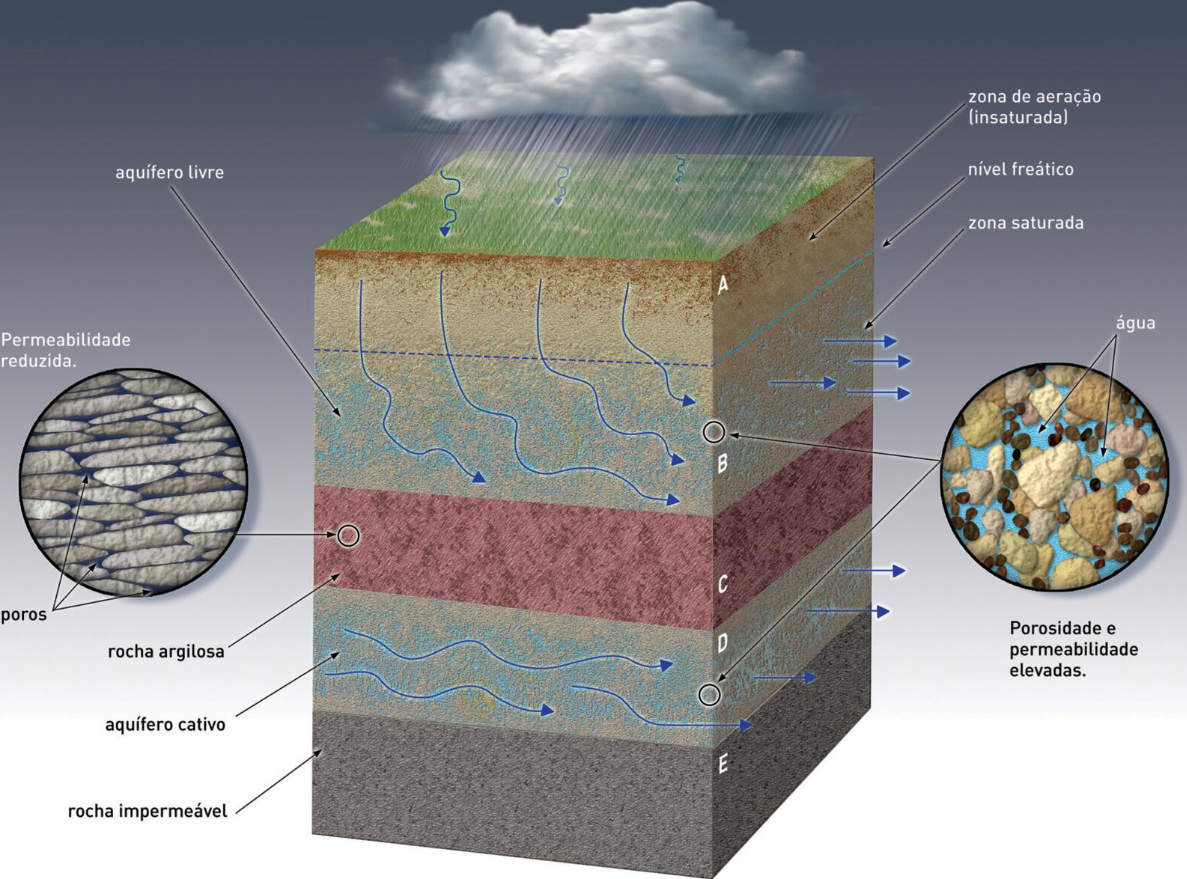 zona de aeração
(insaturada)
aquífero livre
nível freático
zona saturada
A
água
Permeabilidade
reduzida.
B
C
poros
rocha argilosa
D
Porosidade e
permeabilidade
elevadas.
aquífero cativo
E
rocha impermeável